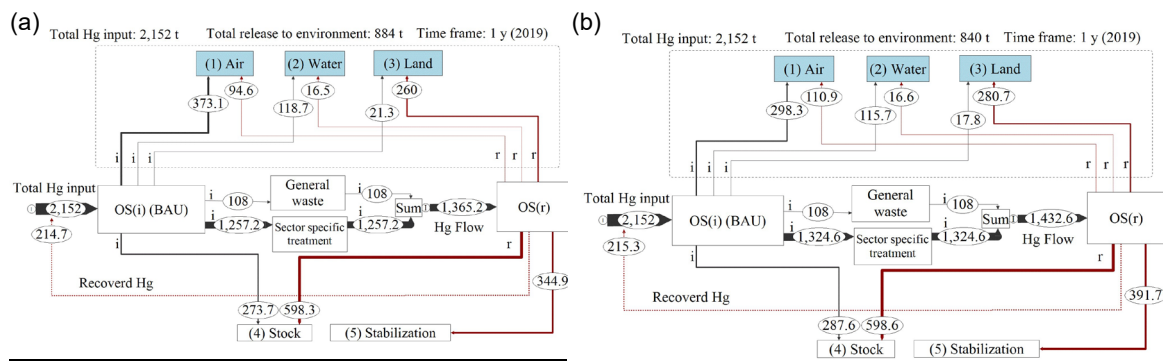 (a)
Total Hg input: 2,152 t Total release to environment: 884 t Time frame: 1 y (2019)
(1) Air (2) Water (3) Land
373.1 94.6 118.7 16.5 21.3 260
i i i r r r
Total Hg input
2,152
214.7
OS(i) (BAU)
i 108 General waste i 108
i 1,257.2 Sector specific treatment i 1,257.2
Sum
1,365.2
Hg Flow
OS(r)
i r
344.9
Recoverd Hg
273.7 598.3
(4) Stock (5) Stabilization
(b)
Total Hg input: 2,152 t Total release to environment: 840 t Time frame: 1 y (2019)
(1) Air (2) Water (3) Land
298.3 110.9 115.7 16.6 17.8 280.7
i i i r r r
Total Hg input
2,152
215.3
OS(i) (BAU)
i 108 General waste i 108
i 1,324.6 Sector specific treatment i 1,324.6
Sum
1,432.6
Hg Flow
OS(r)
i r
391.7
Recoverd Hg
287.6 598.6
(4) Stock (5) Stabilization